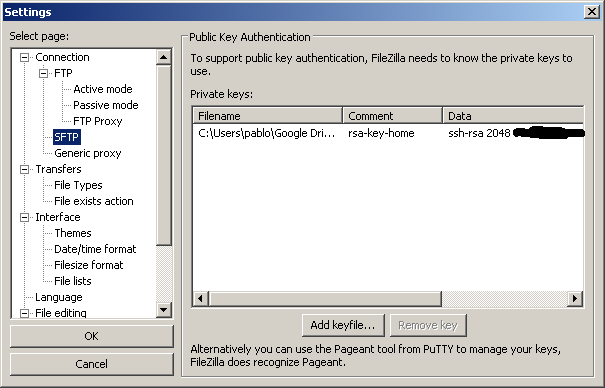 Settings
Select page:
Connection
FTP
Active mode
Passive mode
FTP Proxy
SFTP
Generic proxy
Transfers
File Types
File exists action
Interface
Themes
Date/time format
Filesize format
File lists
Language
File editing
OK
Cancel
Public Key Authentication
To support public key authentication, FileZilla needs to know the private keys to
use.
Private keys:
Filename Comment Data
C:\Users\pablo\Google Dri... rsa-key-home ssh-rsa 2048
Add keyfile... Remove key
Alternatively you can use the Pageant tool from PuTTY to manage your keys,
FileZilla does recognize Pageant.